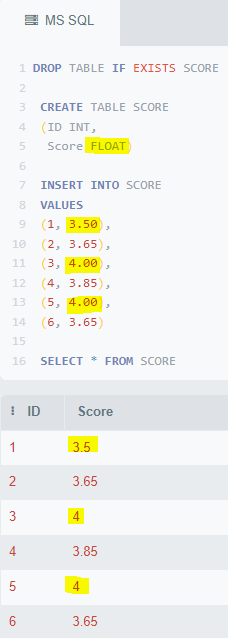 MS SQL
1 DROP TABLE IF EXISTS SCORE
2
3 CREATE TABLE SCORE
4 (ID INT,
5 Score FLOAT)
6
7 INSERT INTO SCORE
8 VALUES
9 (1, 3.50),
10 (2, 3.65),
11 (3, 4.00),
12 (4, 3.85),
13 (5, 4.00),
14 (6, 3.65)
15
16 SELECT * FROM SCORE
ID Score
1 3.5
2 3.65
3 4
4 3.85
5 4
6 3.65